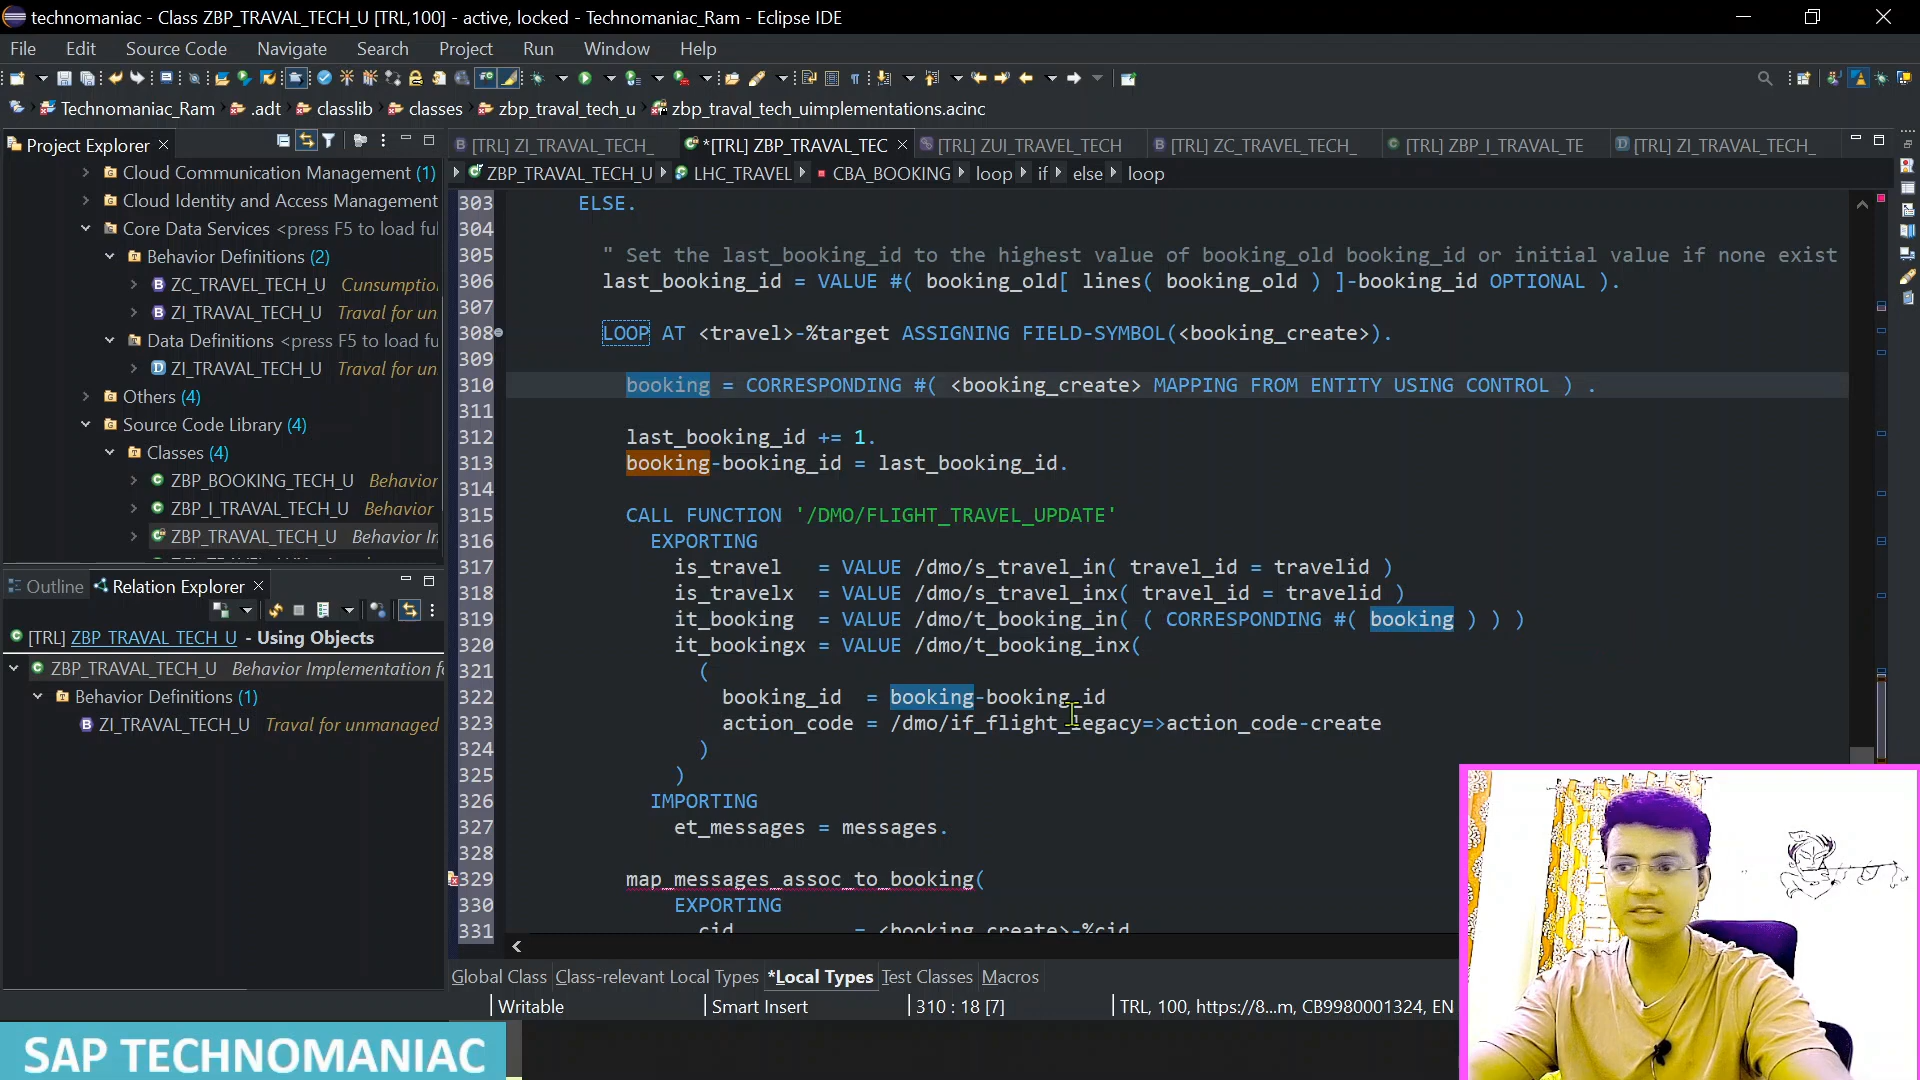 technomaniac - Class ZBP_TRAVAL_TECH_U [TRL,100] - active, locked - Technomaniac_Ram - Eclipse IDE
File Edit Source Code Navigate Search Project Run Window Help
Technomaniac_Ram .adt classlib classes zbp_traval_tech_u zbp_traval_tech_uimplementations.acinc
Project Explorer
Cloud Communication Management (1)
Cloud Identity and Access Management
Core Data Services <press F5 to load ful
Behavior Definitions (2)
ZC_TRAVEL_TECH_U Cunsumptio
ZI_TRAVAL_TECH_U Traval for un
Data Definitions <press F5 to load fu
ZI_TRAVAL_TECH_U Traval for un
Others (4)
Source Code Library (4)
Classes (4)
ZBP_BOOKING_TECH_U Behavior
ZBP_I_TRAVAL_TECH_U Behavior
ZBP_TRAVAL_TECH_U Behavior Ir
Outline Relation Explorer
[TRL] ZBP_TRAVAL_TECH_U - Using Objects
ZBP_TRAVAL_TECH_U Behavior Implementation fo
Behavior Definitions (1)
ZI_TRAVAL_TECH_U Traval for unmanaged
[TRL] ZI_TRAVAL_TECH_ *[TRL] ZBP_TRAVAL_TEC [TRL] ZUI_TRAVEL_TECH [TRL] ZC_TRAVEL_TECH_ [TRL] ZBP_I_TRAVAL_TE [TRL] ZI_TRAVAL_TECH_
ZBP_TRAVAL_TECH_U LHC_TRAVEL CBA_BOOKING loop if else loop
303 ELSE.
304
305 " Set the last_booking_id to the highest value of booking_old booking_id or initial value if none exist
306 last_booking_id = VALUE #( booking_old[ lines( booking_old ) ]-booking_id OPTIONAL ).
307
308 LOOP AT <travel>-%target ASSIGNING FIELD-SYMBOL(<booking_create>).
309
310 booking = CORRESPONDING #( <booking_create> MAPPING FROM ENTITY USING CONTROL ) .
311
312 last_booking_id += 1.
313 booking-booking_id = last_booking_id.
314
315 CALL FUNCTION '/DMO/FLIGHT_TRAVEL_UPDATE'
316 EXPORTING
317 is_travel = VALUE /dmo/s_travel_in( travel_id = travelid )
318 is_travelx = VALUE /dmo/s_travel_inx( travel_id = travelid )
319 it_booking = VALUE /dmo/t_booking_in( ( CORRESPONDING #( booking ) ) )
320 it_bookingx = VALUE /dmo/t_booking_inx(
321 (
322 booking_id = booking-booking_id
323 action_code = /dmo/if_flight_legacy=>action_code-create
324 )
325 )
326 IMPORTING
327 et_messages = messages.
328
329 map_messages_assoc_to_booking(
330 EXPORTING
331 cid = <booking_create>-%cid
Global Class Class-relevant Local Types *Local Types Test Classes Macros
Writable Smart Insert 310 : 18 [7] TRL, 100, https://8...m, CB9980001324, EN
SAP TECHNOMANIAC